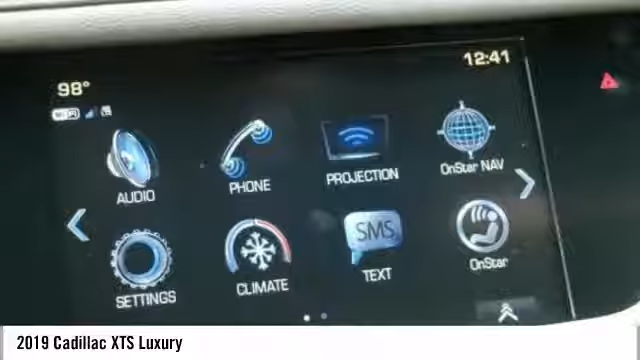 98°
12:41
AUDIO
PHONE
PROJECTION
OnStar NAV
SETTINGS
CLIMATE
SMS
TEXT
OnStar
2019 Cadillac XTS Luxury